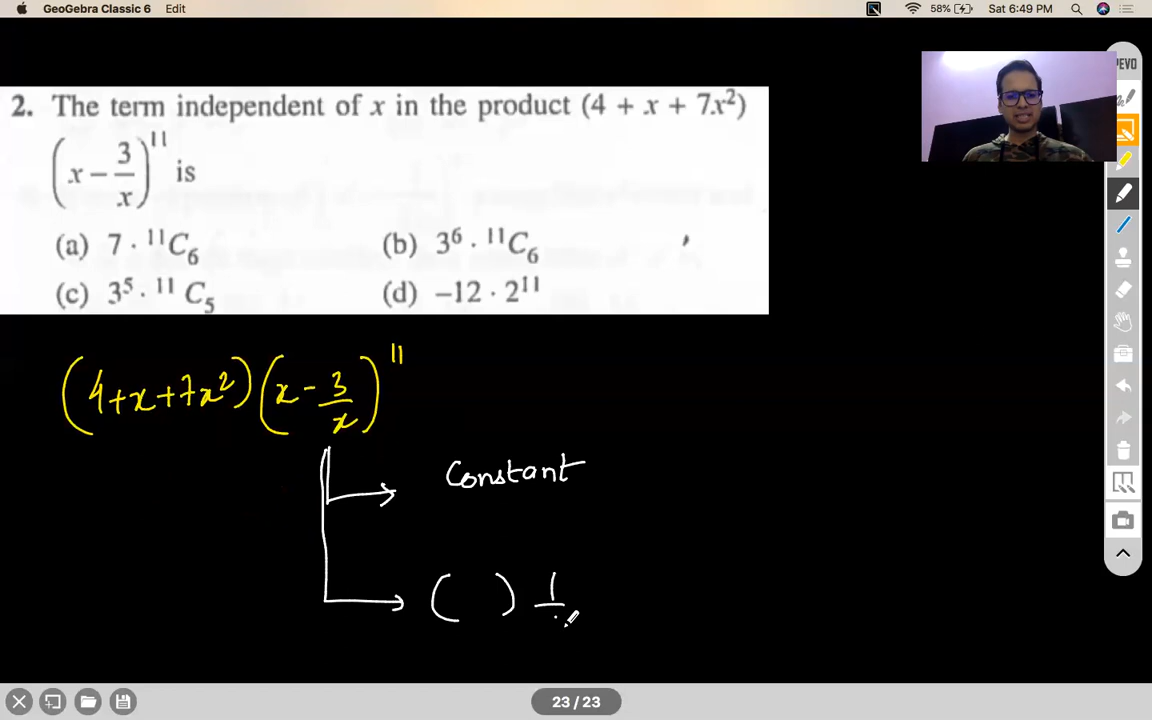 GeoGebra Classic 6 Edit 58% Sat 6:49 PM
2. The term independent of x in the product (4 + x + 7x²)
(x − 3/x)¹¹ is
(a) 7 · ¹¹C₆ (b) 3⁶ · ¹¹C₆
(c) 3⁵ · ¹¹C₅ (d) −12 · 2¹¹
(4+x+7x²)(x − 3/x)¹¹
Constant
( ) 1/
23 / 23